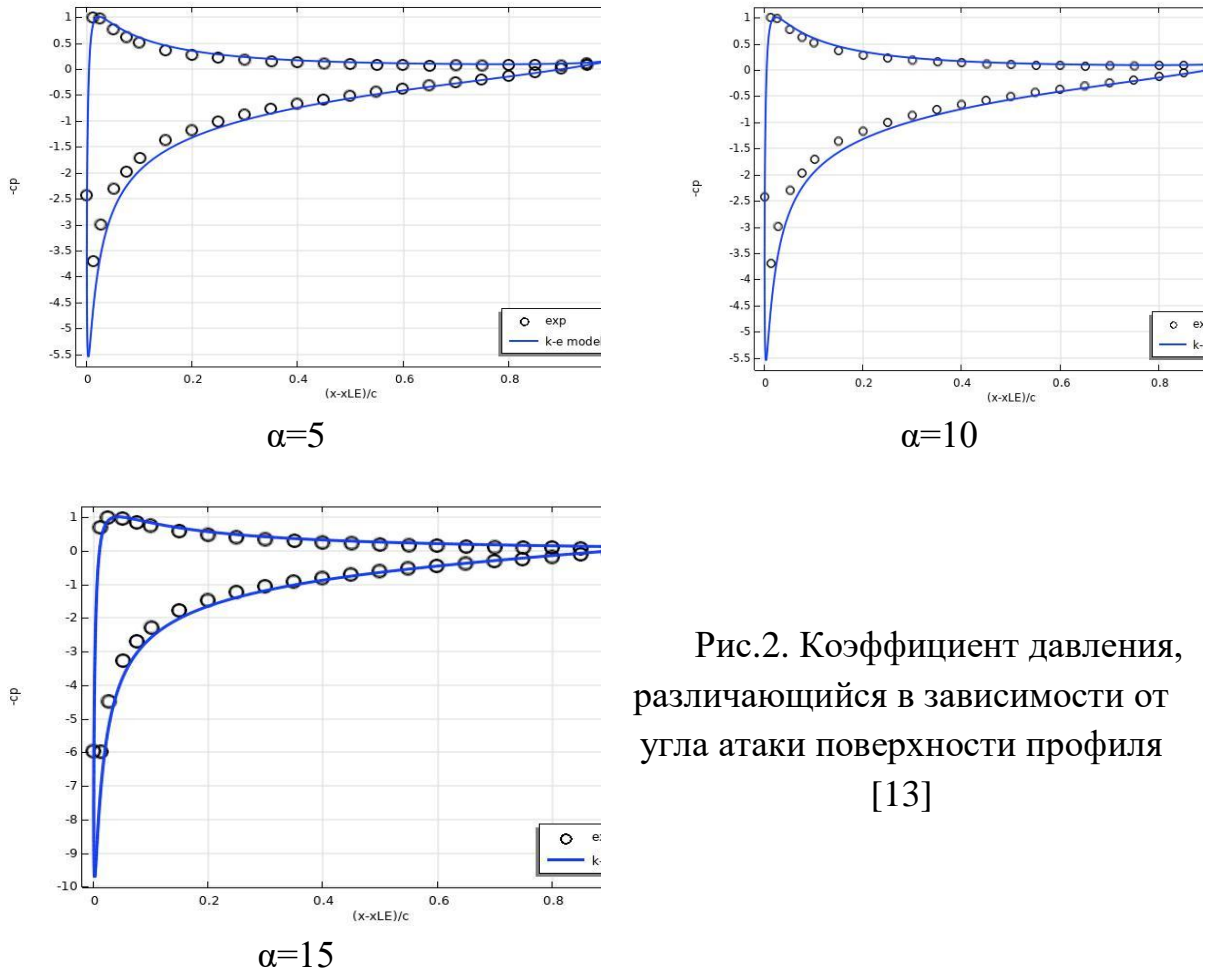 1
0.5
0
-0.5
-1
-1.5
-2
-2.5
-3
-3.5
-4
-4.5
-5
-5.5
-cp
0 0.2 0.4 0.6 0.8
(x-xLE)/c
exp
k-e mode
α=5
1
0.5
0
-0.5
-1
-1.5
-2
-2.5
-3
-3.5
-4
-4.5
-5
-5.5
-cp
0 0.2 0.4 0.6 0.8
(x-xLE)/c
ex
k-
α=10
1
0
-1
-2
-3
-4
-5
-6
-7
-8
-9
-10
-cp
0 0.2 0.4 0.6 0.8
(x-xLE)/c
ex
k-
α=15
Рис.2. Коэффициент давления,
различающийся в зависимости от
угла атаки поверхности профиля
[13]